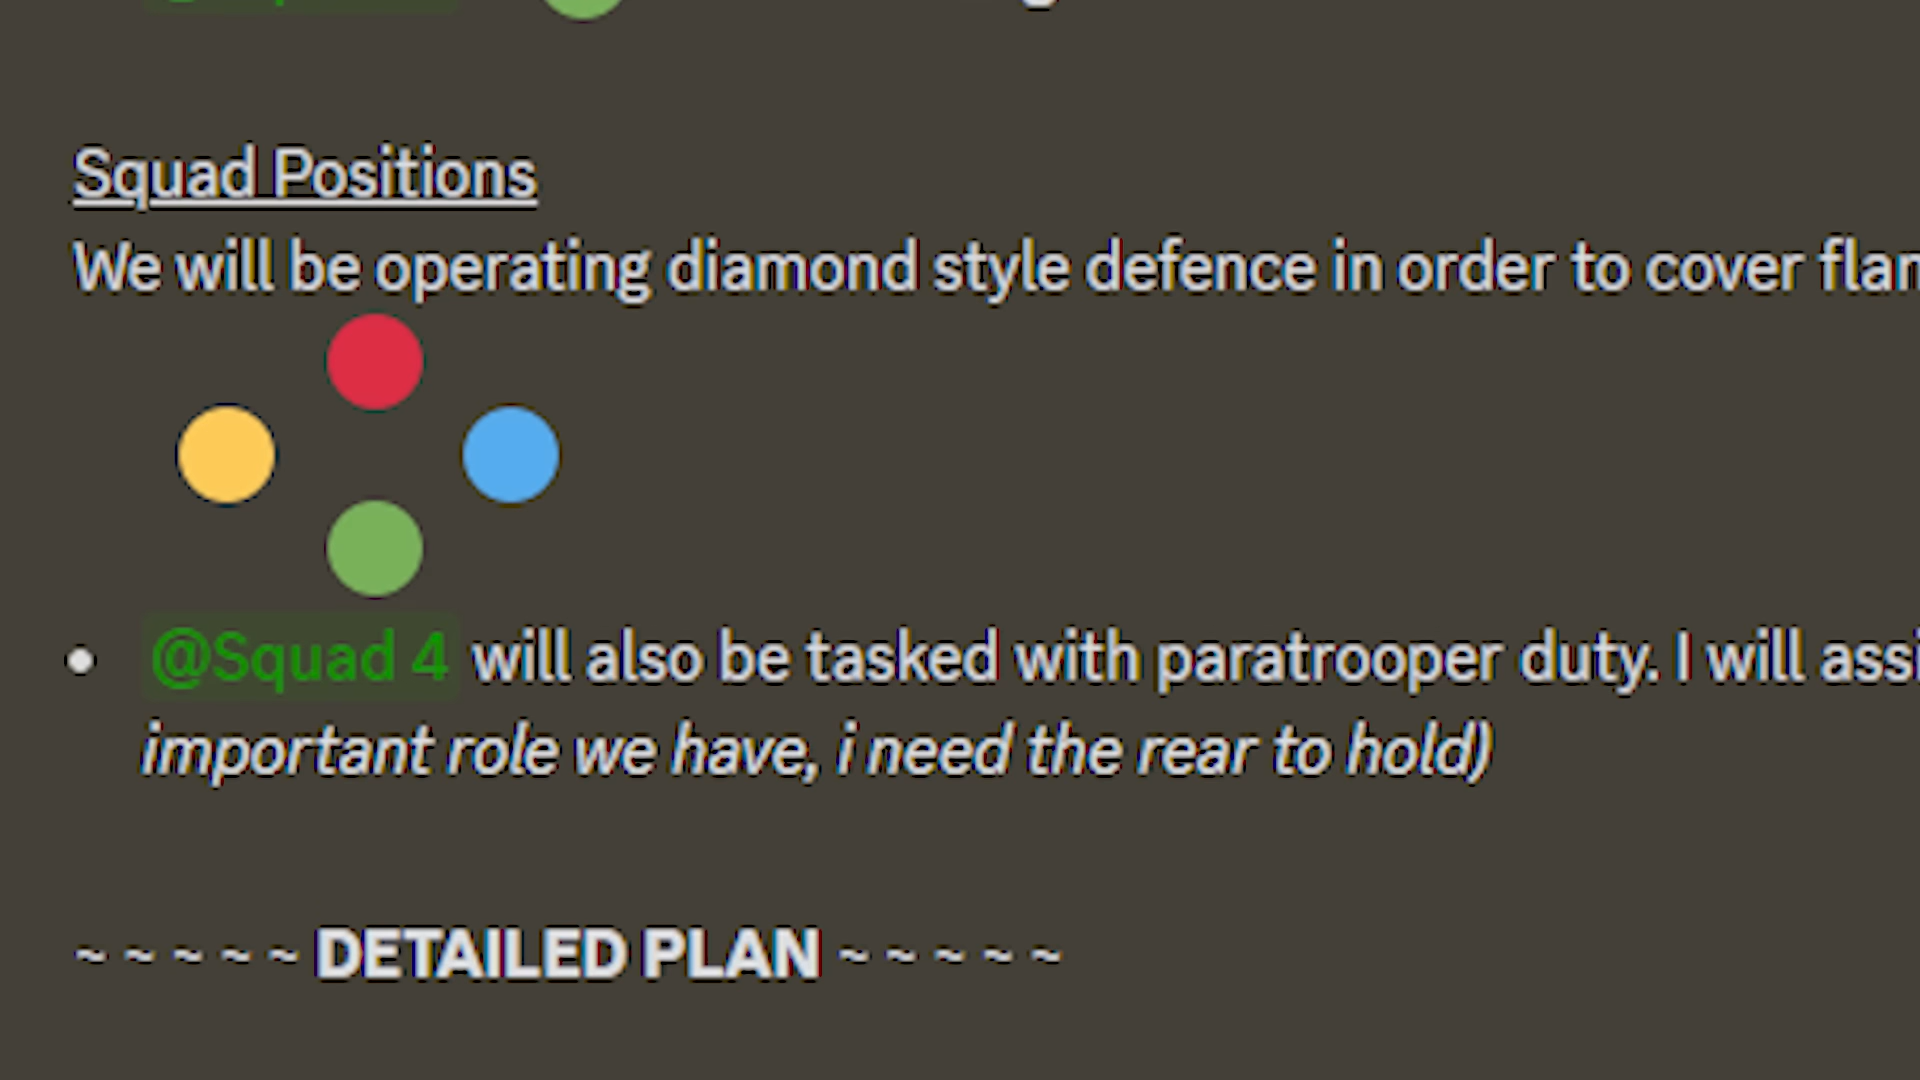 Squad Positions
We will be operating diamond style defence in order to cover
• @Squad 4 will also be tasked with paratrooper duty. I will
important role we have, i need the rear to hold)
~ ~ ~ ~ ~ DETAILED PLAN ~ ~ ~ ~ ~